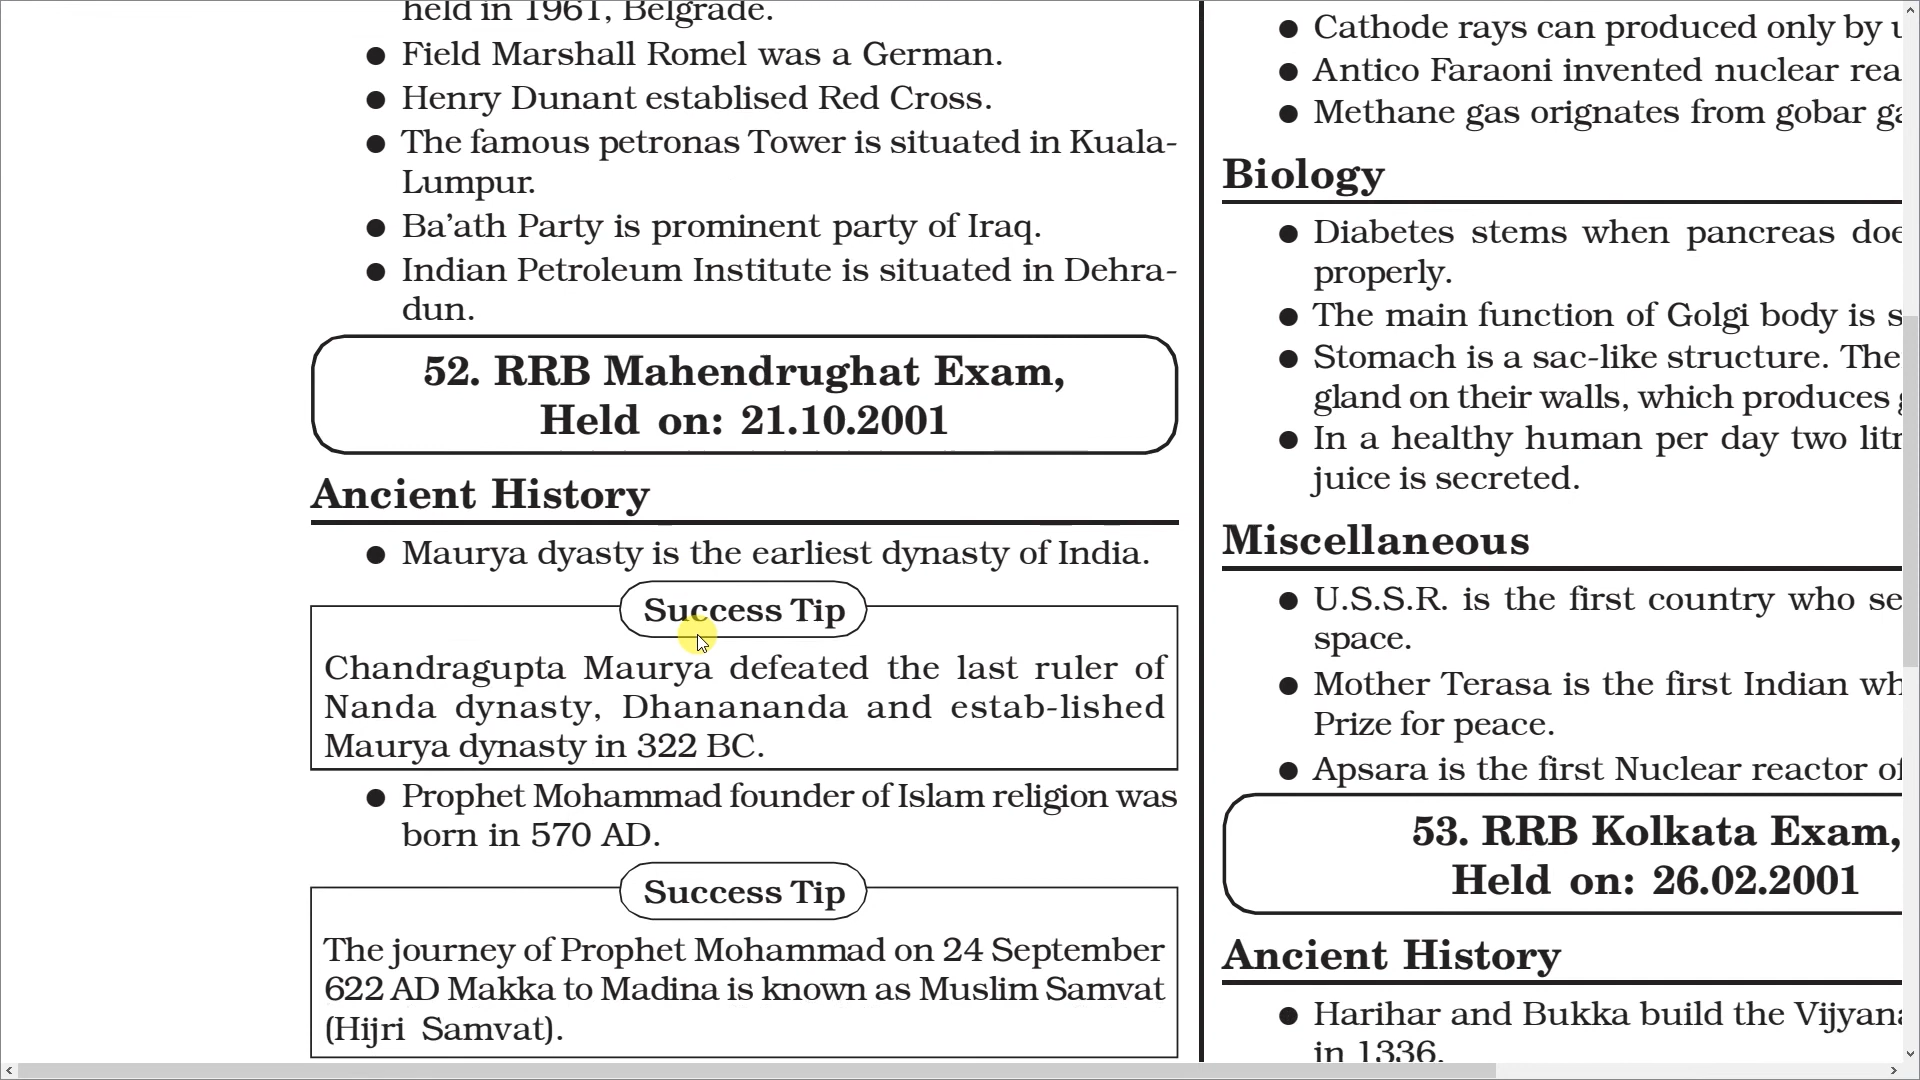 held in 1961, Belgrade.
● Field Marshall Romel was a German.
● Henry Dunant establised Red Cross.
● The famous petronas Tower is situated in Kuala-
Lumpur.
● Ba’ath Party is prominent party of Iraq.
● Indian Petroleum Institute is situated in Dehra-
dun.
52. RRB Mahendrughat Exam,
Held on: 21.10.2001
Ancient History
● Maurya dyasty is the earliest dynasty of India.
Success Tip
Chandragupta Maurya defeated the last ruler of
Nanda dynasty, Dhanananda and estab-lished
Maurya dynasty in 322 BC.
● Prophet Mohammad founder of Islam religion was
born in 570 AD.
Success Tip
The journey of Prophet Mohammad on 24 September
622 AD Makka to Madina is known as Muslim Samvat
(Hijri Samvat).
● Cathode rays can produced only by
● Antico Faraoni invented nuclear rea
● Methane gas orignates from gobar ga
Biology
● Diabetes stems when pancreas doe
properly.
● The main function of Golgi body is s
● Stomach is a sac-like structure. The
gland on their walls, which produces
● In a healthy human per day two lit
juice is secreted.
Miscellaneous
● U.S.S.R. is the first country who se
space.
● Mother Terasa is the first Indian wh
Prize for peace.
● Apsara is the first Nuclear reactor of
53. RRB Kolkata Exam,
Held on: 26.02.2001
Ancient History
● Harihar and Bukka build the Vijyana
in 1336.